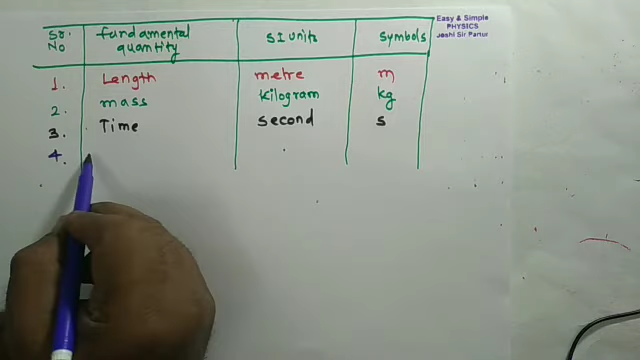 Sr. No fundamental quantity SI units symbols
1. Length metre m
2. mass Kilogram kg
3. Time second s
4.
Easy & Simple
PHYSICS
Joshi Sir Partur